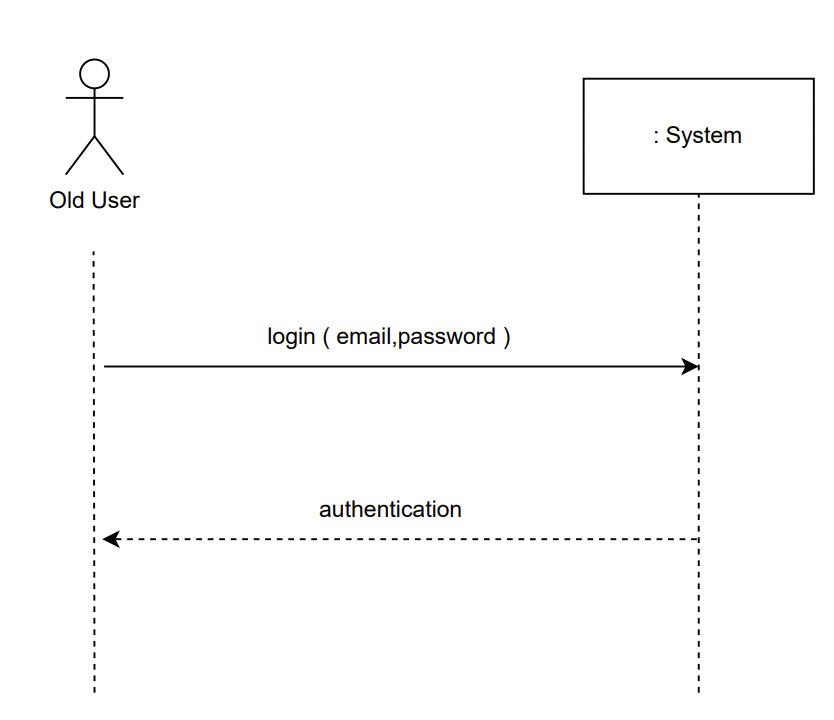 : System
Old User
login ( email,password )
authentication